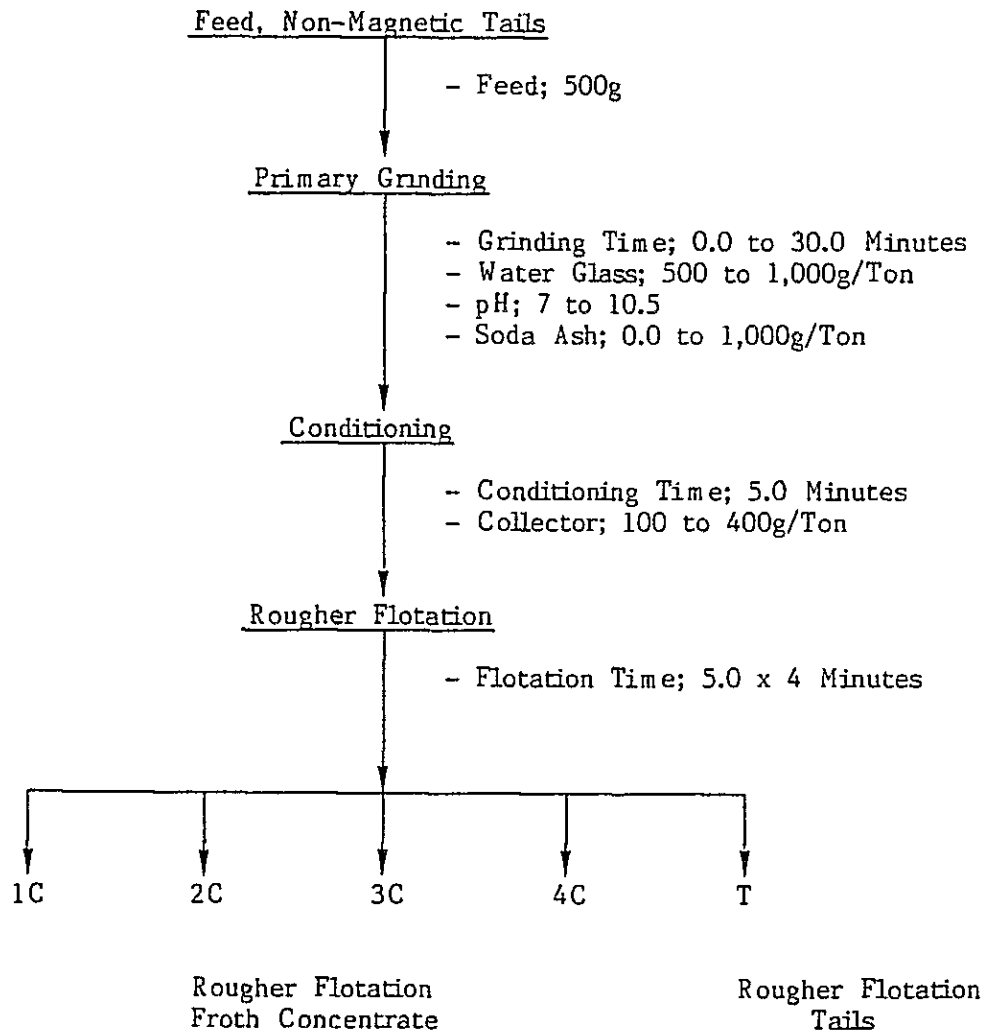 Feed, Non-Magnetic Tails
- Feed; 500g
Primary Grinding
- Grinding Time; 0.0 to 30.0 Minutes
- Water Glass; 500 to 1,000g/Ton
- pH; 7 to 10.5
- Soda Ash; 0.0 to 1,000g/Ton
Conditioning
- Conditioning Time; 5.0 Minutes
- Collector; 100 to 400g/Ton
Rougher Flotation
- Flotation Time; 5.0 x 4 Minutes
1C 2C 3C 4C T
Rougher Flotation
Froth Concentrate
Rougher Flotation
Tails